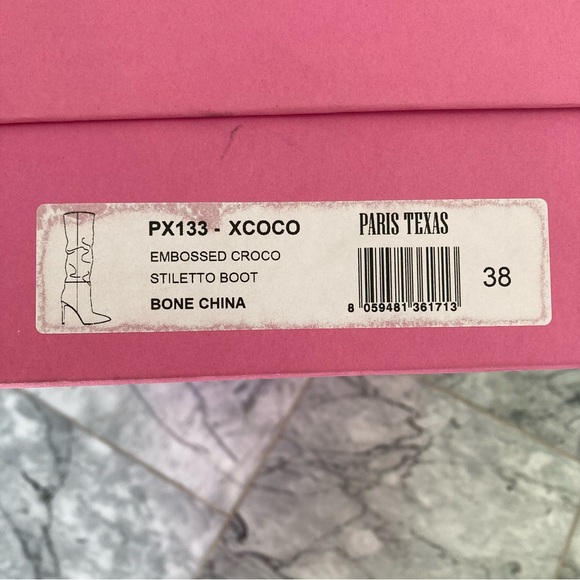 PX133 - XCOCO
EMBOSSED CROCO
STILETTO BOOT
BONE CHINA
PARIS TEXAS
8 059481 361713
38